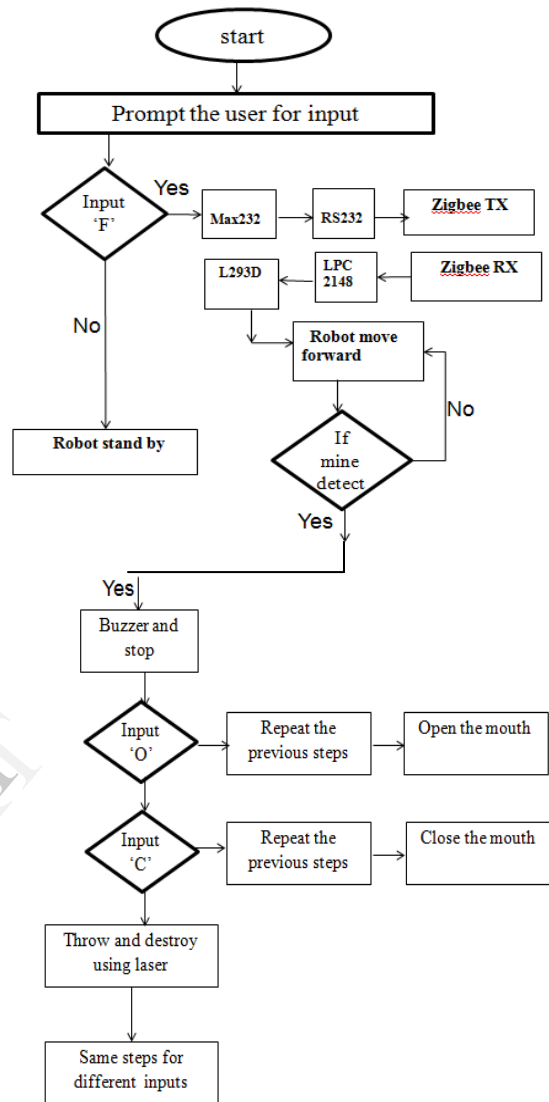 start
Prompt the user for input
Input
‘F’
Yes
Max232
RS232
Zigbee TX
L293D
LPC
2148
Zigbee RX
No
Robot move
forward
No
Robot stand by
If
mine
detect
Yes
Yes
Buzzer and
stop
Input
‘O’
Repeat the
previous steps
Open the mouth
Input
‘C’
Repeat the
previous steps
Close the mouth
Throw and destroy
using laser
Same steps for
different inputs